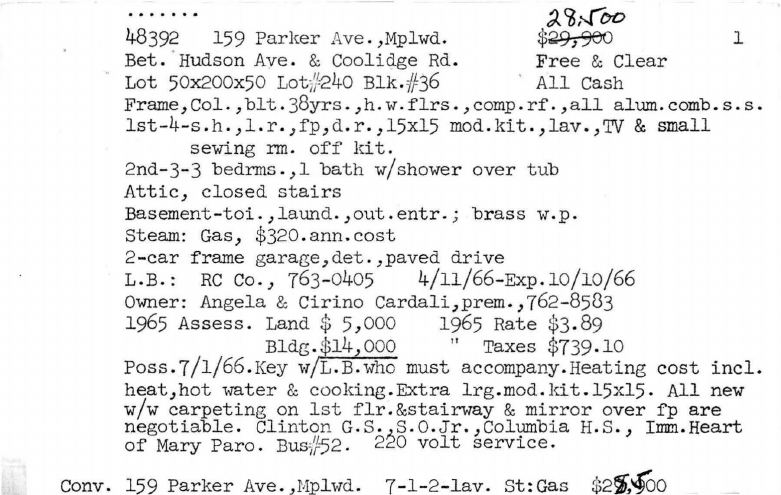 .......
28,500
48392 159 Parker Ave.,Mplwd. $29,900 1
Bet. Hudson Ave. & Coolidge Rd. Free & Clear
Lot 50x200x50 Lot#240 Blk.#36 All Cash
Frame,Col.,blt.38yrs.,h.w.flrs.,comp.rf.,all alum.comb.s.s.
1st-4-s.h.,l.r.,fp,d.r.,15x15 mod.kit.,lav.,TV & small
sewing rm. off kit.
2nd-3-3 bedrms.,1 bath w/shower over tub
Attic, closed stairs
Basement-toi.,laund.,out.entr.; brass w.p.
Steam: Gas, $320.ann.cost
2-car frame garage,det.,paved drive
L.B.: RC Co., 763-0405 4/11/66-Exp.10/10/66
Owner: Angela & Cirino Cardali,prem.,762-8583
1965 Assess. Land $ 5,000 1965 Rate $3.89
Bldg.$14,000 " Taxes $739.10
Poss.7/1/66.Key w/L.B.who must accompany.Heating cost incl.
heat,hot water & cooking.Extra lrg.mod.kit.15x15. All new
w/w carpeting on 1st flr.&stairway & mirror over fp are
negotiable. Clinton G.S.,S.O.Jr.,Columbia H.S., Imm.Heart
of Mary Paro. Bus#52. 220 volt service.
Conv. 159 Parker Ave.,Mplwd. 7-1-2-lav. St:Gas $28,500